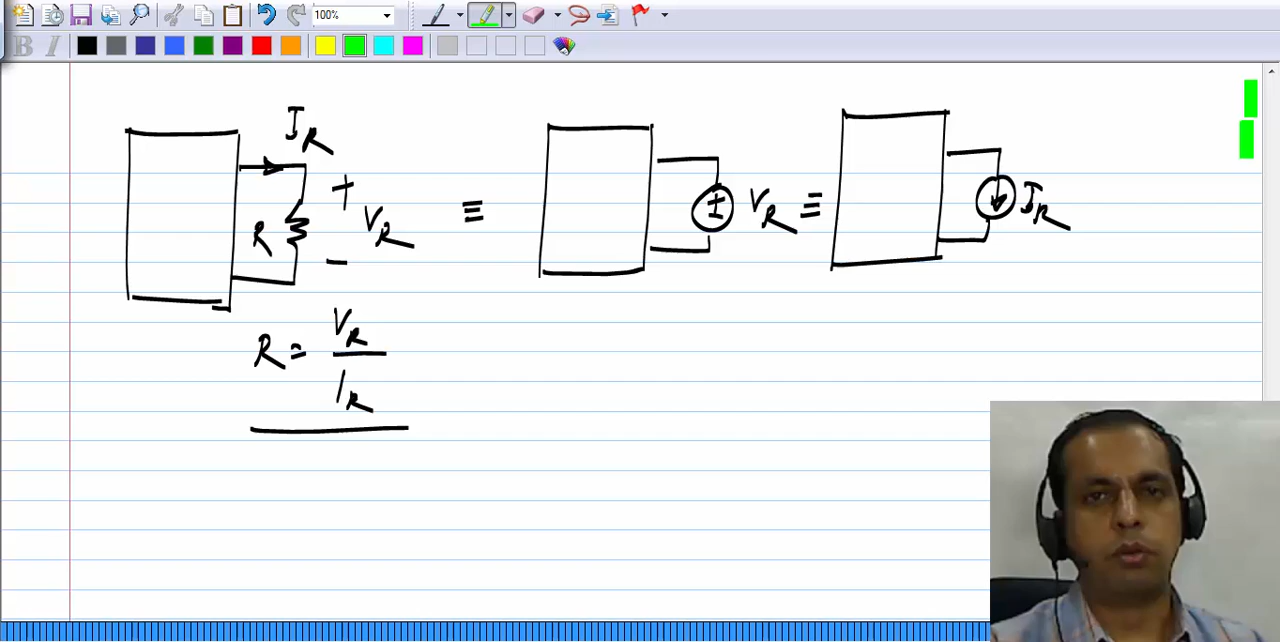 100%
B I
I_R
+
R V_R ≡ ± V_R ≡ I_R
−
R = V_R / I_R